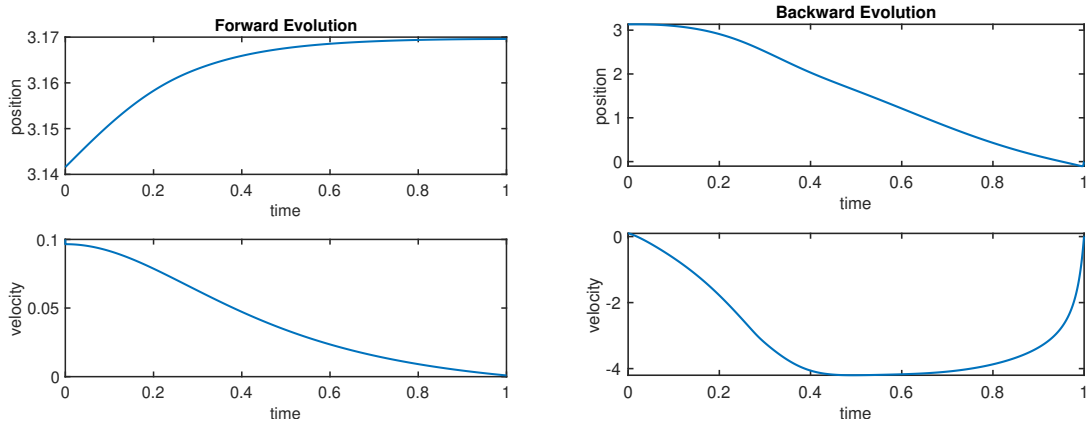 Forward Evolution
3.17
3.16
3.15
3.14
position
0 0.2 0.4 0.6 0.8 1
time
0.1
0.05
0
velocity
0 0.2 0.4 0.6 0.8 1
time
Backward Evolution
3
2
1
0
position
0 0.2 0.4 0.6 0.8 1
time
0
-2
-4
velocity
0 0.2 0.4 0.6 0.8 1
time